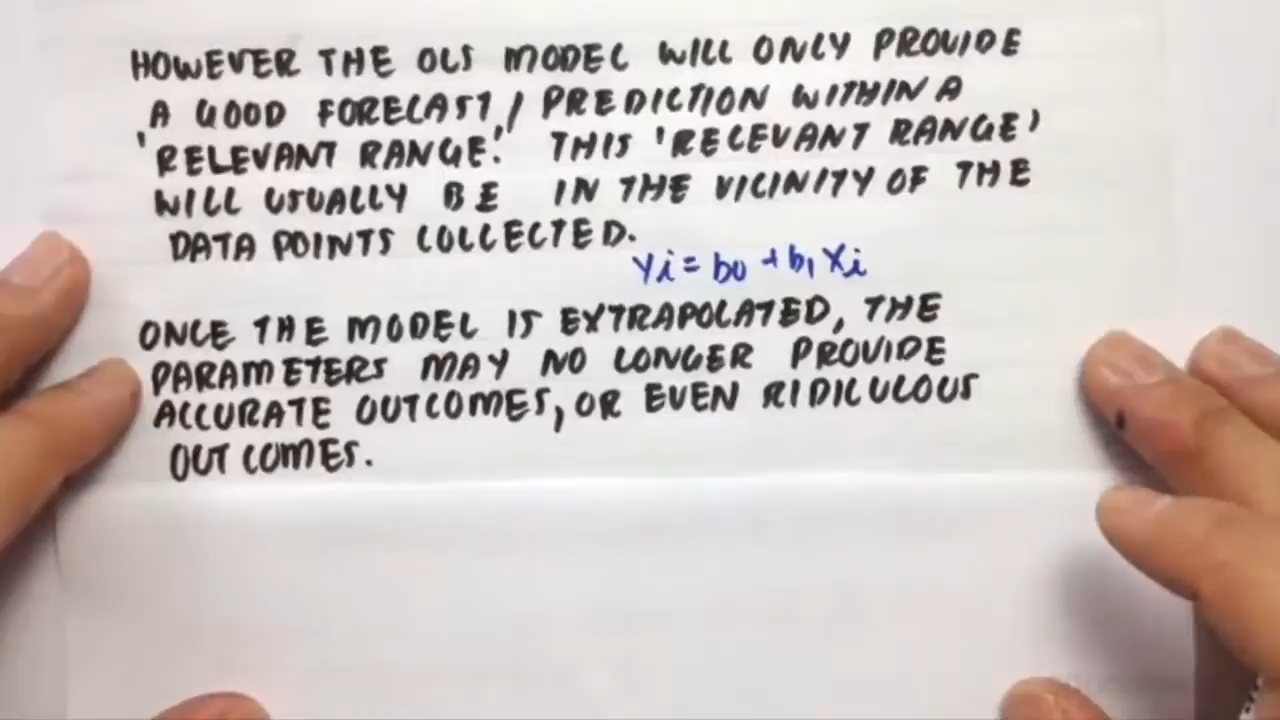 HOWEVER THE OLS MODEL WILL ONLY PROVIDE
A GOOD FORECAST / PREDICTION WITHIN A
'RELEVANT RANGE.' THIS 'RELEVANT RANGE'
WILL USUALLY BE IN THE VICINITY OF THE
DATA POINTS COLLECTED.
Yi = b0 + b1 Xi
ONCE THE MODEL IS EXTRAPOLATED, THE
PARAMETERS MAY NO LONGER PROVIDE
ACCURATE OUTCOMES, OR EVEN RIDICULOUS
OUTCOMES.